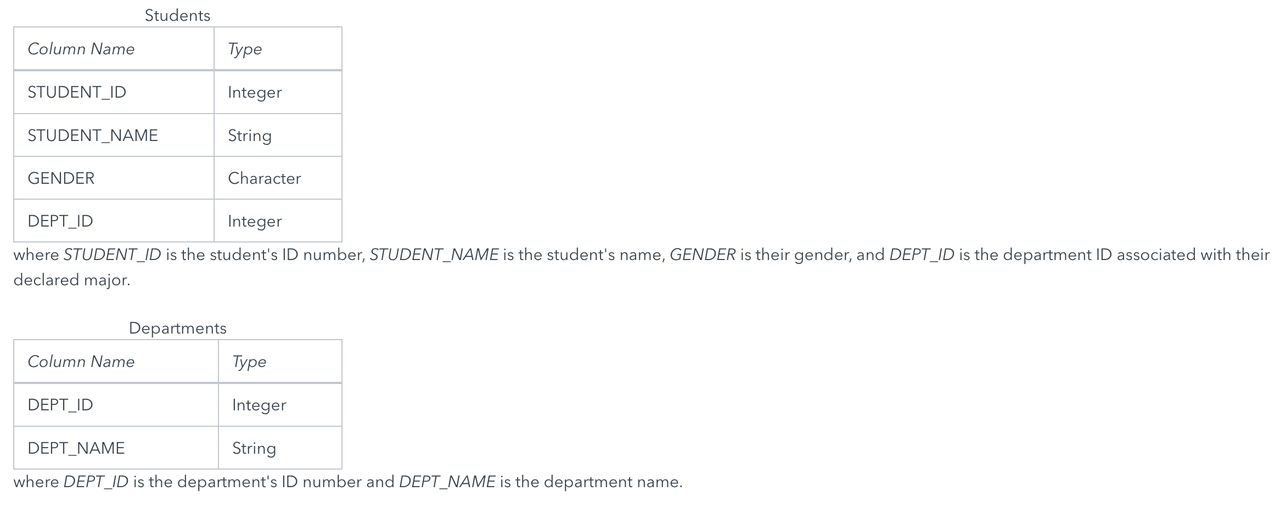 Students
Column Name Type
STUDENT_ID Integer
STUDENT_NAME String
GENDER Character
DEPT_ID Integer
where STUDENT_ID is the student's ID number, STUDENT_NAME is the student's name, GENDER is their gender, and DEPT_ID is the department ID associated with their
declared major.
Departments
Column Name Type
DEPT_ID Integer
DEPT_NAME String
where DEPT_ID is the department's ID number and DEPT_NAME is the department name.